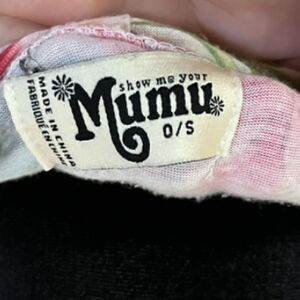 show me your
Mumu
O/S
MADE IN CHINA
FABRIQUÉ EN CHINE